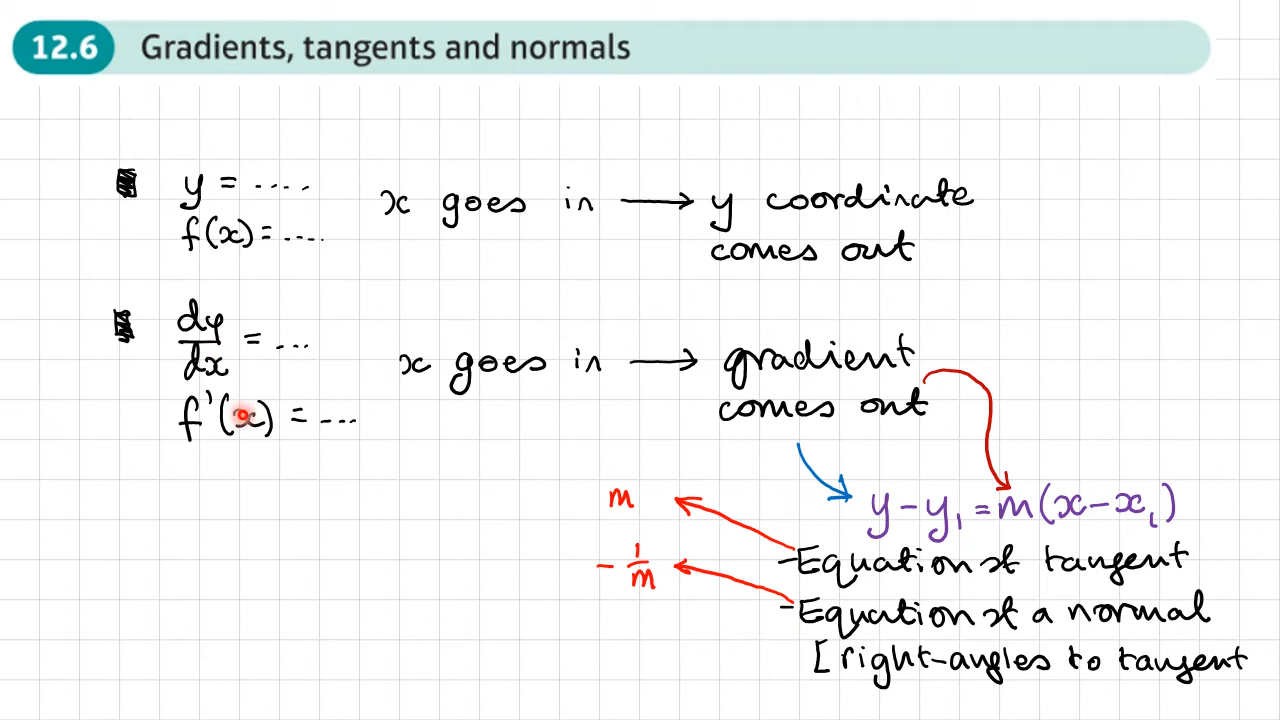 12.6 Gradients, tangents and normals
y = .... x goes in → y coordinate
f(x) = .... comes out
dy/dx = ... x goes in → gradient
f'(x) = ... comes out
m y - y₁ = m(x - x₁)
- 1/m - Equation of tangent
- Equation of a normal
[right-angles to tangent